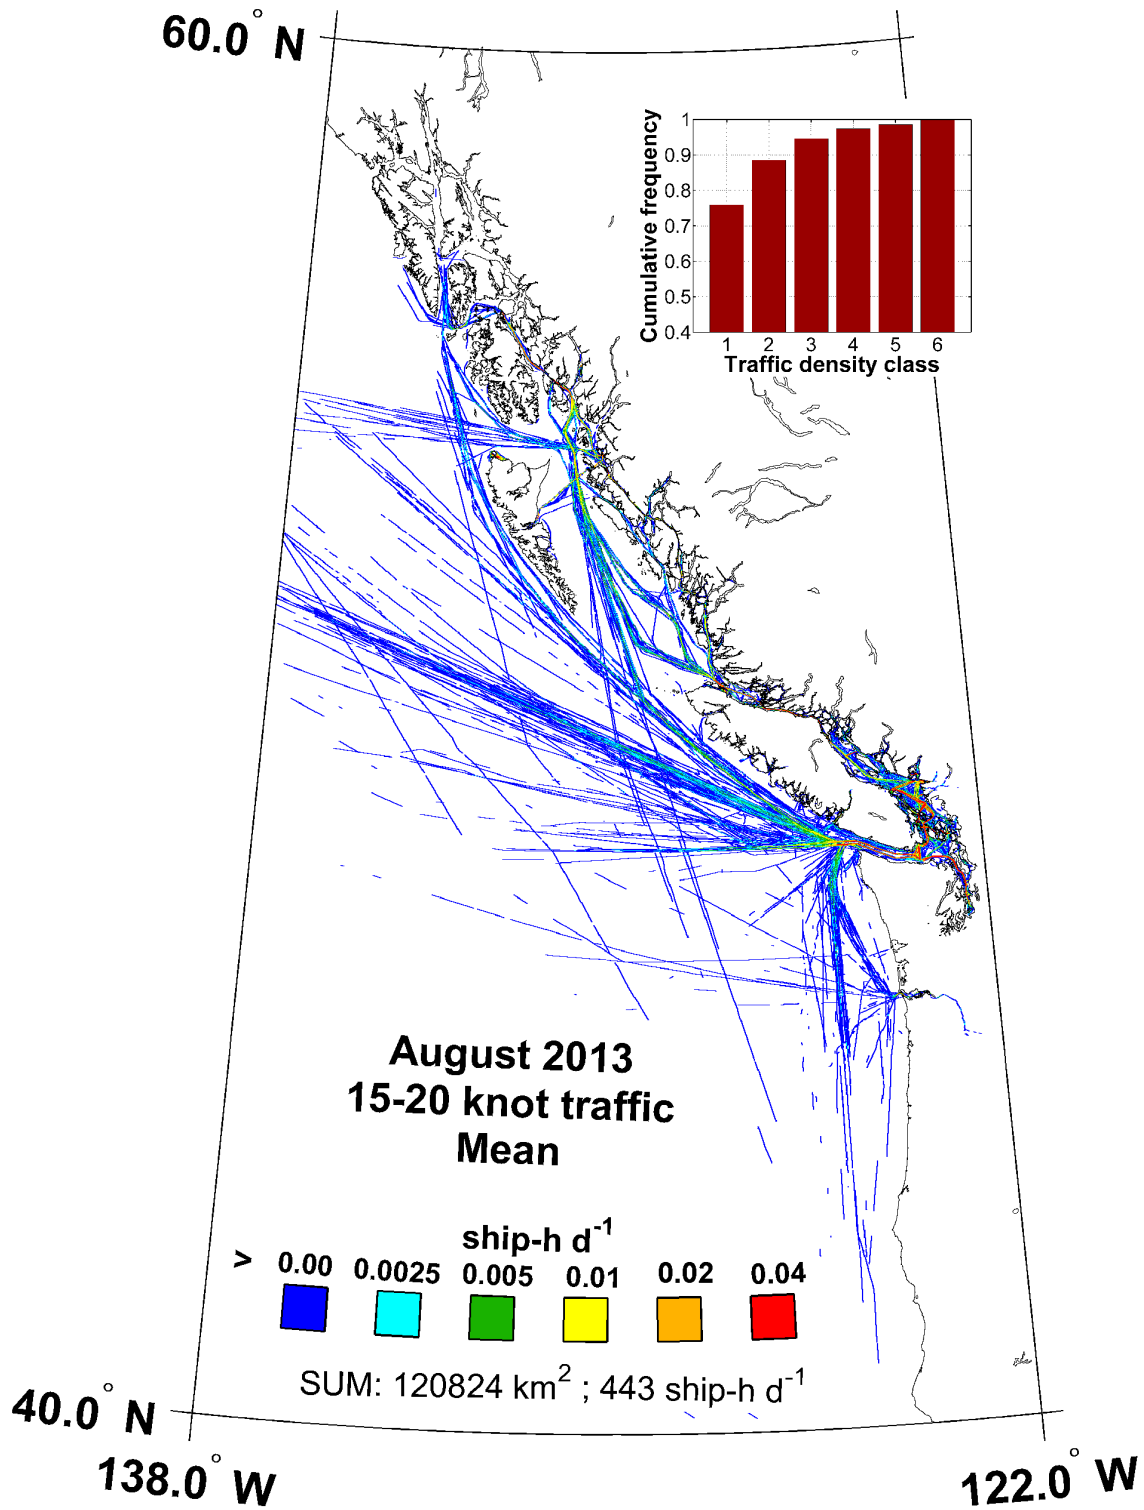 60.0° N
Cumulative frequency
1
0.9
0.8
0.7
0.6
0.5
0.4
1 2 3 4 5 6
Traffic density class
August 2013
15-20 knot traffic
Mean
ship-h d⁻¹
> 0.00 0.0025 0.005 0.01 0.02 0.04
SUM: 120824 km² ; 443 ship-h d⁻¹
40.0° N
138.0° W
122.0° W